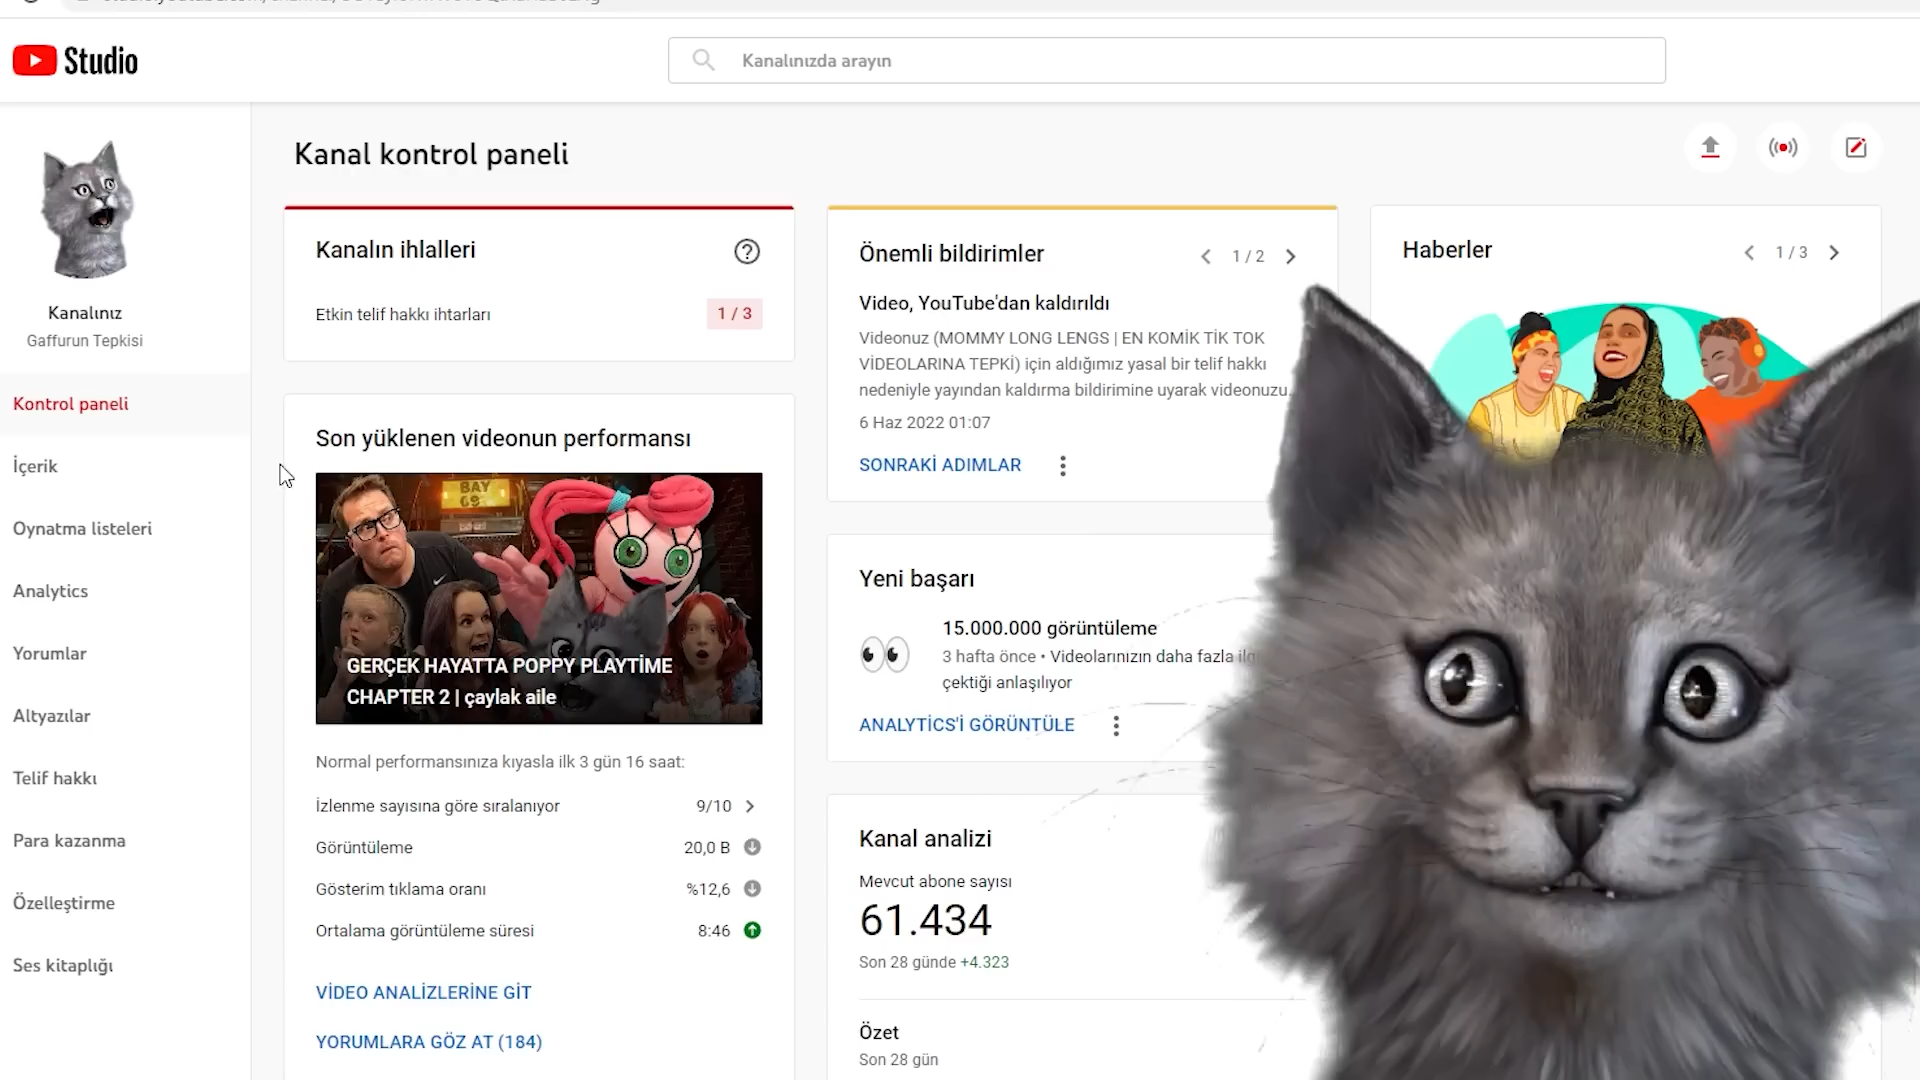 Studio
Kanalınızda arayın
Kanalınız
Gaffurun Tepkisi
Kontrol paneli
İçerik
Oynatma listeleri
Analytics
Yorumlar
Altyazılar
Telif hakkı
Para kazanma
Özelleştirme
Ses kitaplığı
Kanal kontrol paneli
Kanalın ihlalleri
Etkin telif hakkı ihtarları
1 / 3
Son yüklenen videonun performansı
BAY
69
GERÇEK HAYATTA POPPY PLAYTİME
CHAPTER 2 | çaylak aile
Normal performansınıza kıyasla ilk 3 gün 16 saat:
İzlenme sayısına göre sıralanıyor 9/10
Görüntüleme 20,0 B
Gösterim tıklama oranı %12,6
Ortalama görüntüleme süresi 8:46
VİDEO ANALİZLERİNE GİT
YORUMLARA GÖZ AT (184)
Önemli bildirimler
1 / 2
Video, YouTube'dan kaldırıldı
Videonuz (MOMMY LONG LENGS | EN KOMİK TİK TOK
VİDEOLARINA TEPKİ) için aldığımız yasal bir telif hakkı
nedeniyle yayından kaldırma bildirimine uyarak videonuzu
6 Haz 2022 01:07
SONRAKİ ADIMLAR
Yeni başarı
15.000.000 görüntüleme
3 hafta önce • Videolarınızın daha fazla
çektiği anlaşılıyor
ANALYTİCS'İ GÖRÜNTÜLE
Kanal analizi
Mevcut abone sayısı
61.434
Son 28 günde +4.323
Özet
Son 28 gün
Haberler
1 / 3